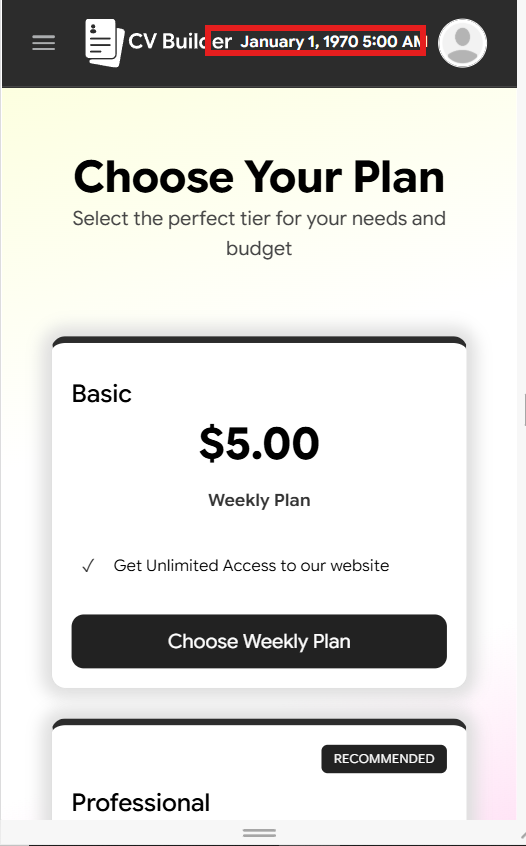 CV Builder January 1, 1970 5:00 AM
Choose Your Plan
Select the perfect tier for your needs and
budget
Basic
$5.00
Weekly Plan
✓ Get Unlimited Access to our website
Choose Weekly Plan
RECOMMENDED
Professional